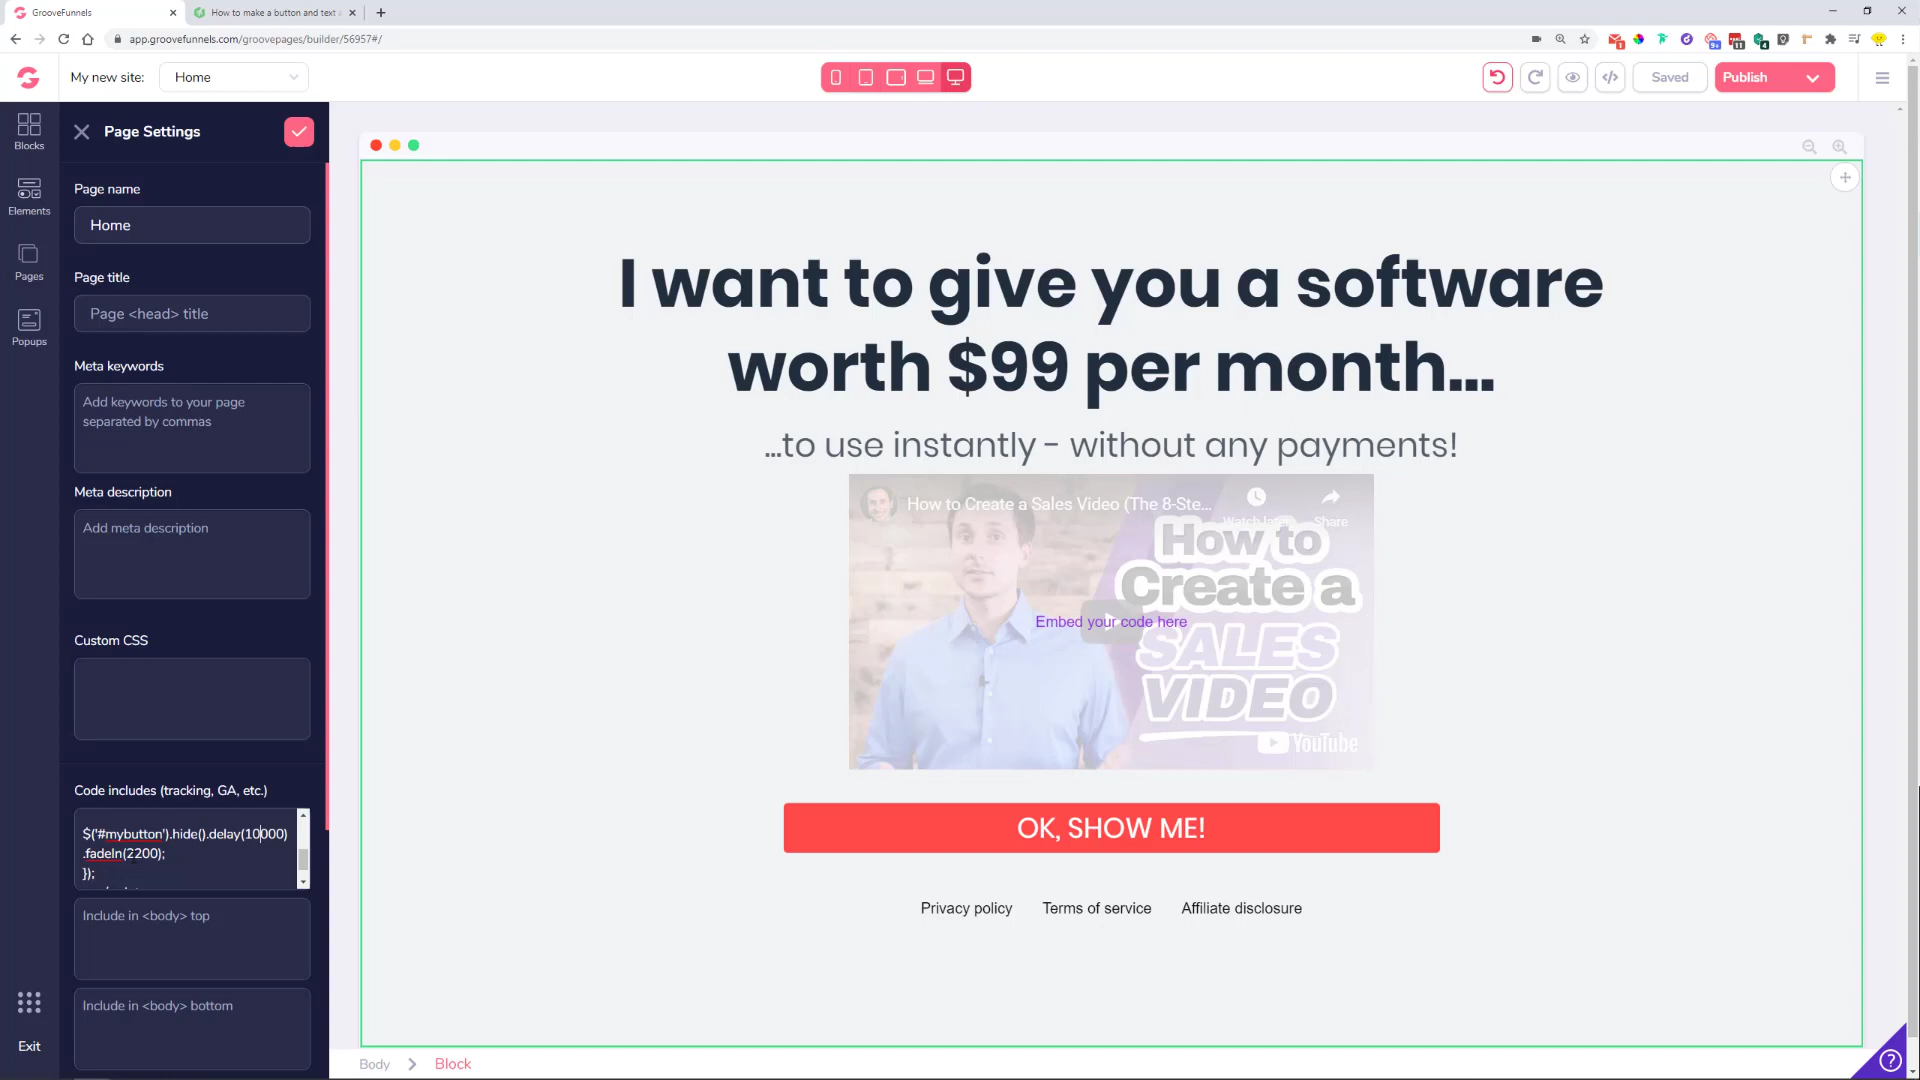 GrooveFunnels
How to make a button and text
app.groovefunnels.com/groovepages/builder/56957#/
My new site:
Home
Saved
Publish
Blocks
Elements
Pages
Popups
Exit
Page Settings
Page name
Home
Page title
Page <head> title
Meta keywords
Add keywords to your page
separated by commas
Meta description
Add meta description
Custom CSS
Code includes (tracking, GA, etc.)
$('#mybutton').hide().delay(10000)
.fadeIn(2200);
});
Include in <body> top
Include in <body> bottom
I want to give you a software
worth $99 per month...
...to use instantly - without any payments!
How to Create a Sales Video (The 8-Ste...
Watch later
Share
How to
Create a
SALES
VIDEO
Embed your code here
YouTube
OK, SHOW ME!
Privacy policy
Terms of service
Affiliate disclosure
Body
Block